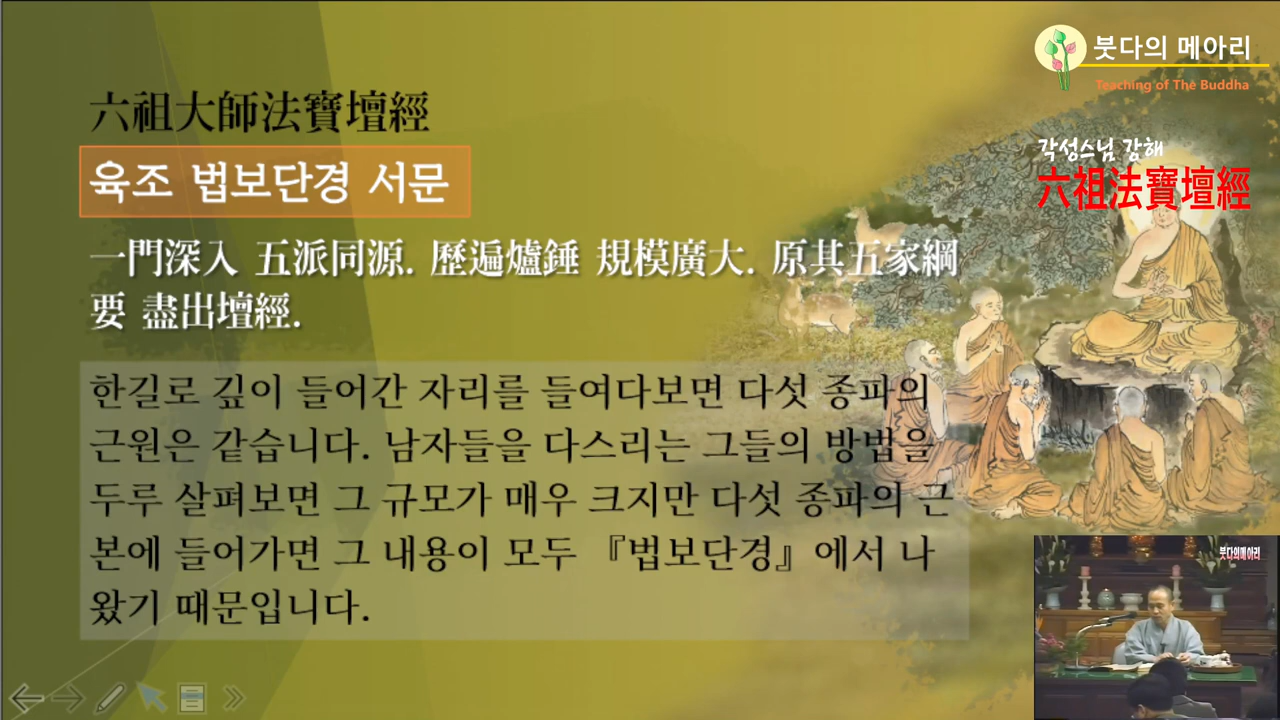 붓다의 메아리
Teaching of The Buddha
六祖大師法寶壇經
각성스님 강해
육조 법보단경 서문
六祖法寶壇經
一門深入 五派同源. 歷遍爐錘 規模廣大. 原其五家綱
要 盡出壇經.
한길로 깊이 들어간 자리를 들여다보면 다섯 종파의
근원은 같습니다. 남자들을 다스리는 그들의 방법을
두루 살펴보면 그 규모가 매우 크지만 다섯 종파의 근
본에 들어가면 그 내용이 모두 『법보단경』에서 나
왔기 때문입니다.
붓다의메아리